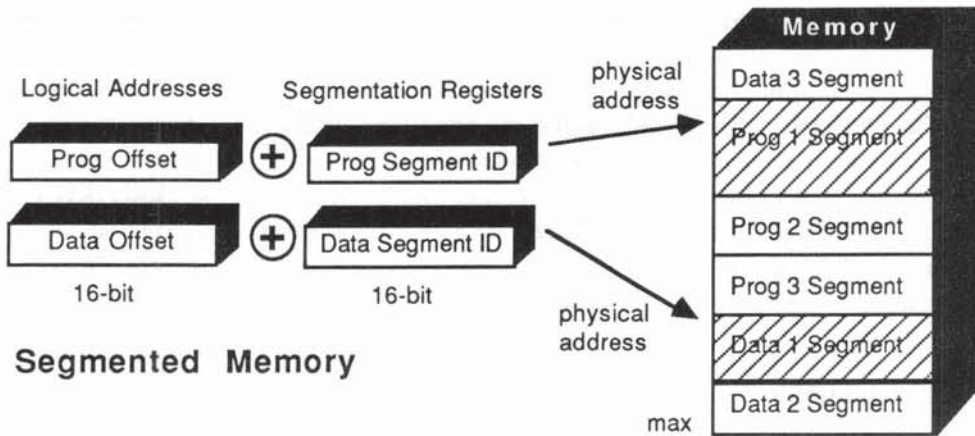 Memory
Logical Addresses
Segmentation Registers
physical
address
Data 3 Segment
Prog 1 Segment
Prog Offset
+
Prog Segment ID
Data Offset
+
Data Segment ID
16-bit
16-bit
Prog 2 Segment
Prog 3 Segment
physical
address
Data 1 Segment
Segmented Memory
max
Data 2 Segment